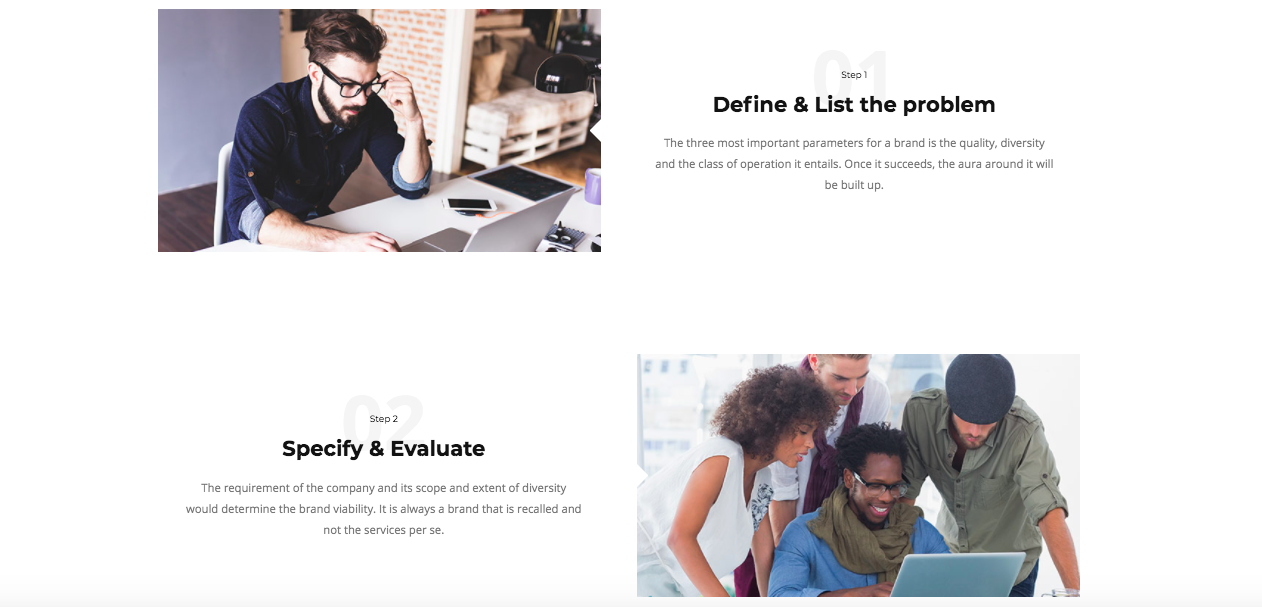 01
Step 1
Define & List the problem
The three most important parameters for a brand is the quality, diversity
and the class of operation it entails. Once it succeeds, the aura around it will
be built up.
02
Step 2
Specify & Evaluate
The requirement of the company and its scope and extent of diversity
would determine the brand viability. It is always a brand that is recalled and
not the services per se.